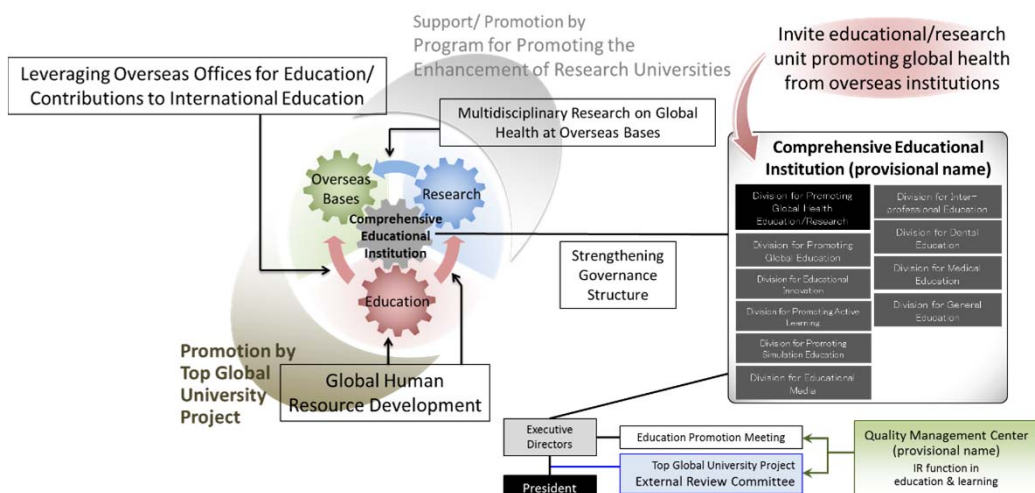 Support/ Promotion by
Program for Promoting the
Enhancement of Research Universities
Invite educational/research
unit promoting global health
from overseas institutions
Leveraging Overseas Offices for Education/
Contributions to International Education
Multidisciplinary Research on Global
Health at Overseas Bases
Overseas
Bases
Research
Comprehensive
Educational
Institution
Education
Strengthening
Governance
Structure
Comprehensive Educational
Institution (provisional name)
Division for Promoting
Global Health
Education/Research
Division for Promoting
Global Education
Division for Educational
Innovation
Division for Promoting Active
Learning
Division for Promoting
Simulation Education
Division for Educational
Media
Division for Inter-
professional Education
Division for Dental
Education
Division for Medical
Education
Division for General
Education
Promotion by
Top Global
University
Project
Global Human
Resource Development
Executive
Directors
President
Education Promotion Meeting
Top Global University Project
External Review Committee
Quality Management Center
(provisional name)
IR function in
education & learning